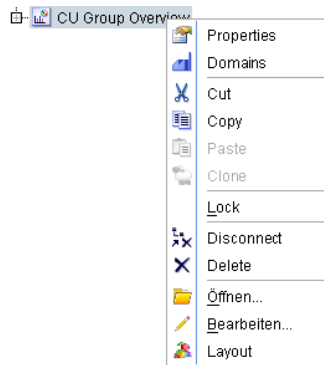 CU Group Overview
Properties
Domains
Cut
Copy
Paste
Clone
Lock
Disconnect
Delete
Öffnen...
Bearbeiten...
Layout